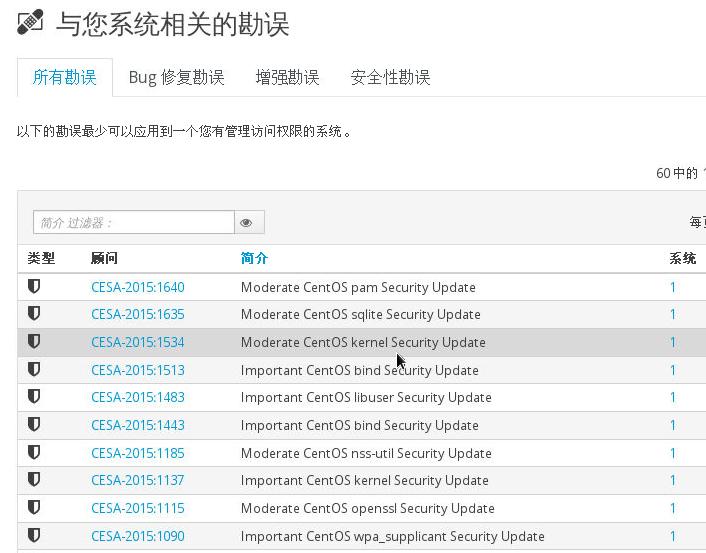 与您系统相关的勘误
所有勘误 Bug 修复勘误 增强勘误 安全性勘误
以下的勘误最少可以应用到一个您有管理访问权限的系统。
60 中的
简介 过滤器：
类型 顾问 简介 系统
CESA-2015:1640 Moderate CentOS pam Security Update 1
CESA-2015:1635 Moderate CentOS sqlite Security Update 1
CESA-2015:1534 Moderate CentOS kernel Security Update 1
CESA-2015:1513 Important CentOS bind Security Update 1
CESA-2015:1483 Important CentOS libuser Security Update 1
CESA-2015:1443 Important CentOS bind Security Update 1
CESA-2015:1185 Moderate CentOS nss-util Security Update 1
CESA-2015:1137 Important CentOS kernel Security Update 1
CESA-2015:1115 Moderate CentOS openssl Security Update 1
CESA-2015:1090 Important CentOS wpa_supplicant Security Update 1